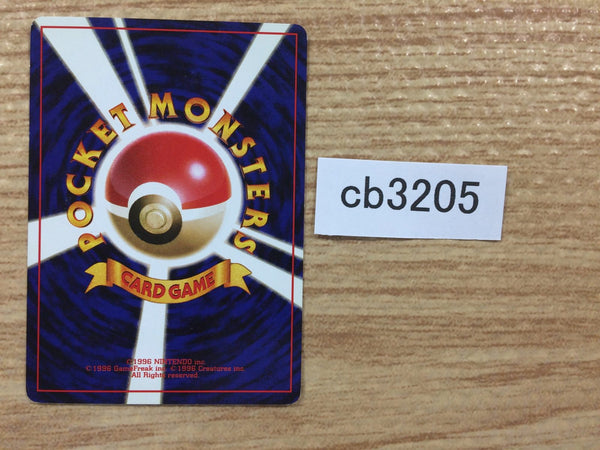 POCKET MONSTERS
CARD GAME
©1996 NINTENDO inc.
©1996 GameFreak inc. ©1996 Creatures inc.
All Rights reserved.
cb3205